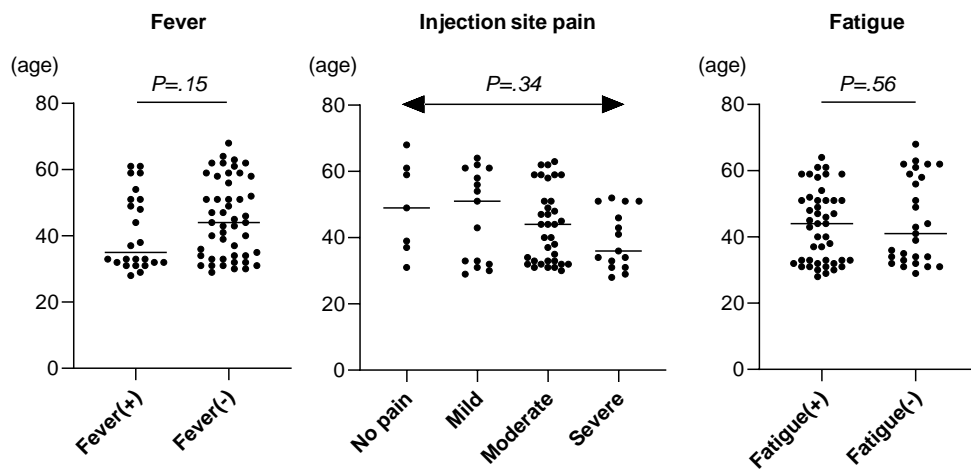 Fever
(age)
P=.15
80
60
40
20
0
Fever(+)
Fever(-)
Injection site pain
(age)
P=.34
80
60
40
20
0
No pain
Mild
Moderate
Severe
Fatigue
(age)
P=.56
80
60
40
20
0
Fatigue(+)
Fatigue(-)